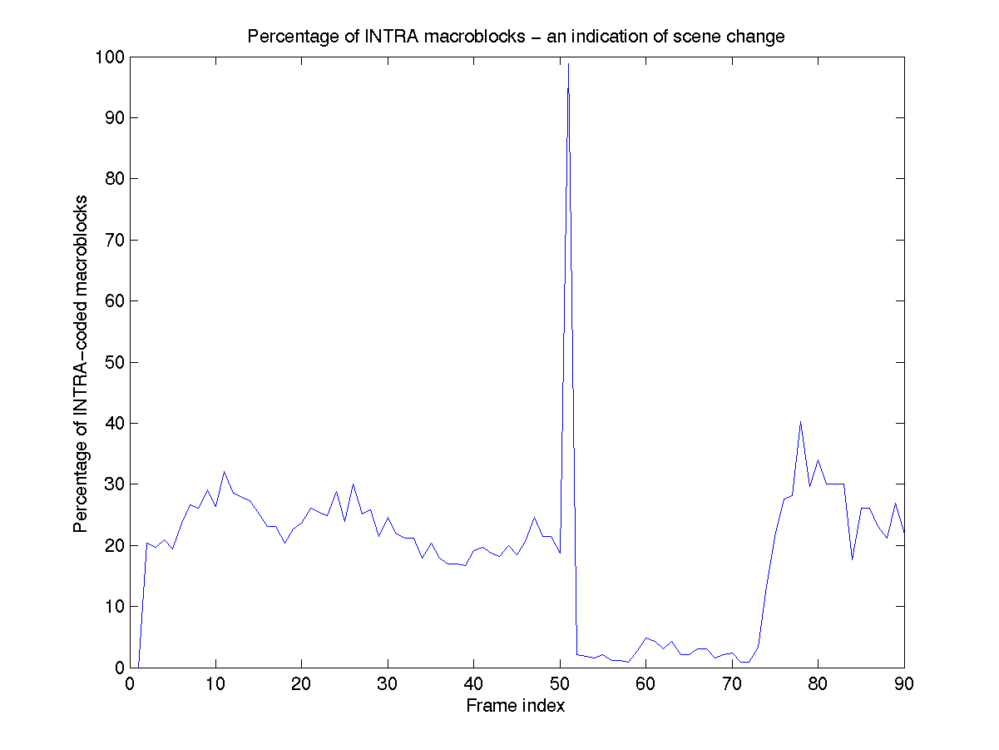 Percentage of INTRA macroblocks − an indication of scene change
100
90
80
70
60
50
40
30
20
10
0
Percentage of INTRA−coded macroblocks
0 10 20 30 40 50 60 70 80 90
Frame index